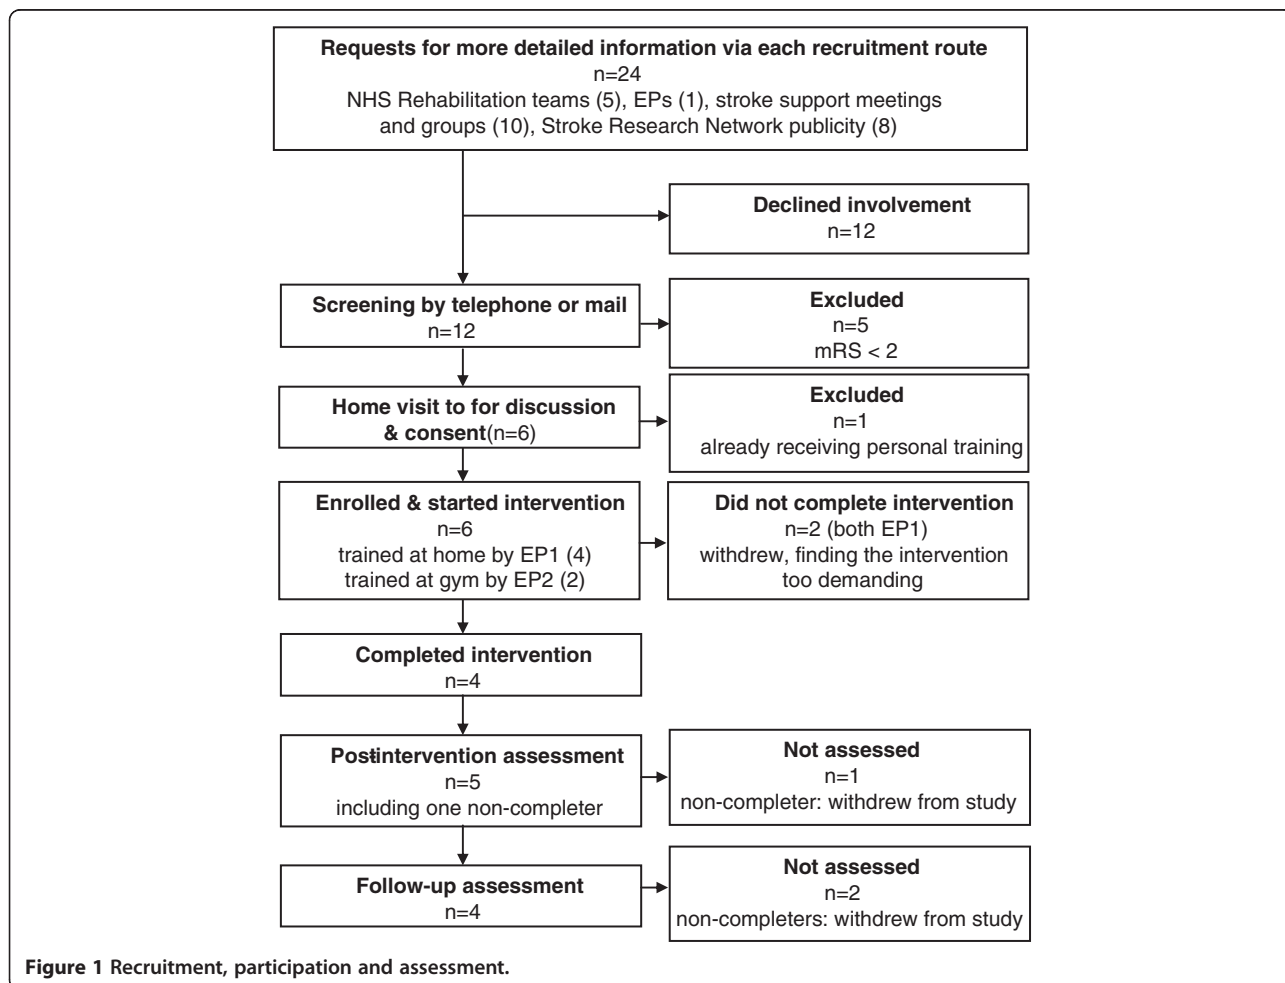 Requests for more detailed information via each recruitment route
n=24
NHS Rehabilitation teams (5), EPs (1), stroke support meetings
and groups (10), Stroke Research Network publicity (8)
Declined involvement
n=12
Screening by telephone or mail
n=12
Excluded
n=5
mRS < 2
Home visit to for discussion
& consent(n=6)
Excluded
n=1
already receiving personal training
Enrolled & started intervention
n=6
trained at home by EP1 (4)
trained at gym by EP2 (2)
Did not complete intervention
n=2 (both EP1)
withdrew, finding the intervention
too demanding
Completed intervention
n=4
Post-intervention assessment
n=5
including one non-completer
Not assessed
n=1
non-completer: withdrew from study
Follow-up assessment
n=4
Not assessed
n=2
non-completers: withdrew from study
Figure 1 Recruitment, participation and assessment.